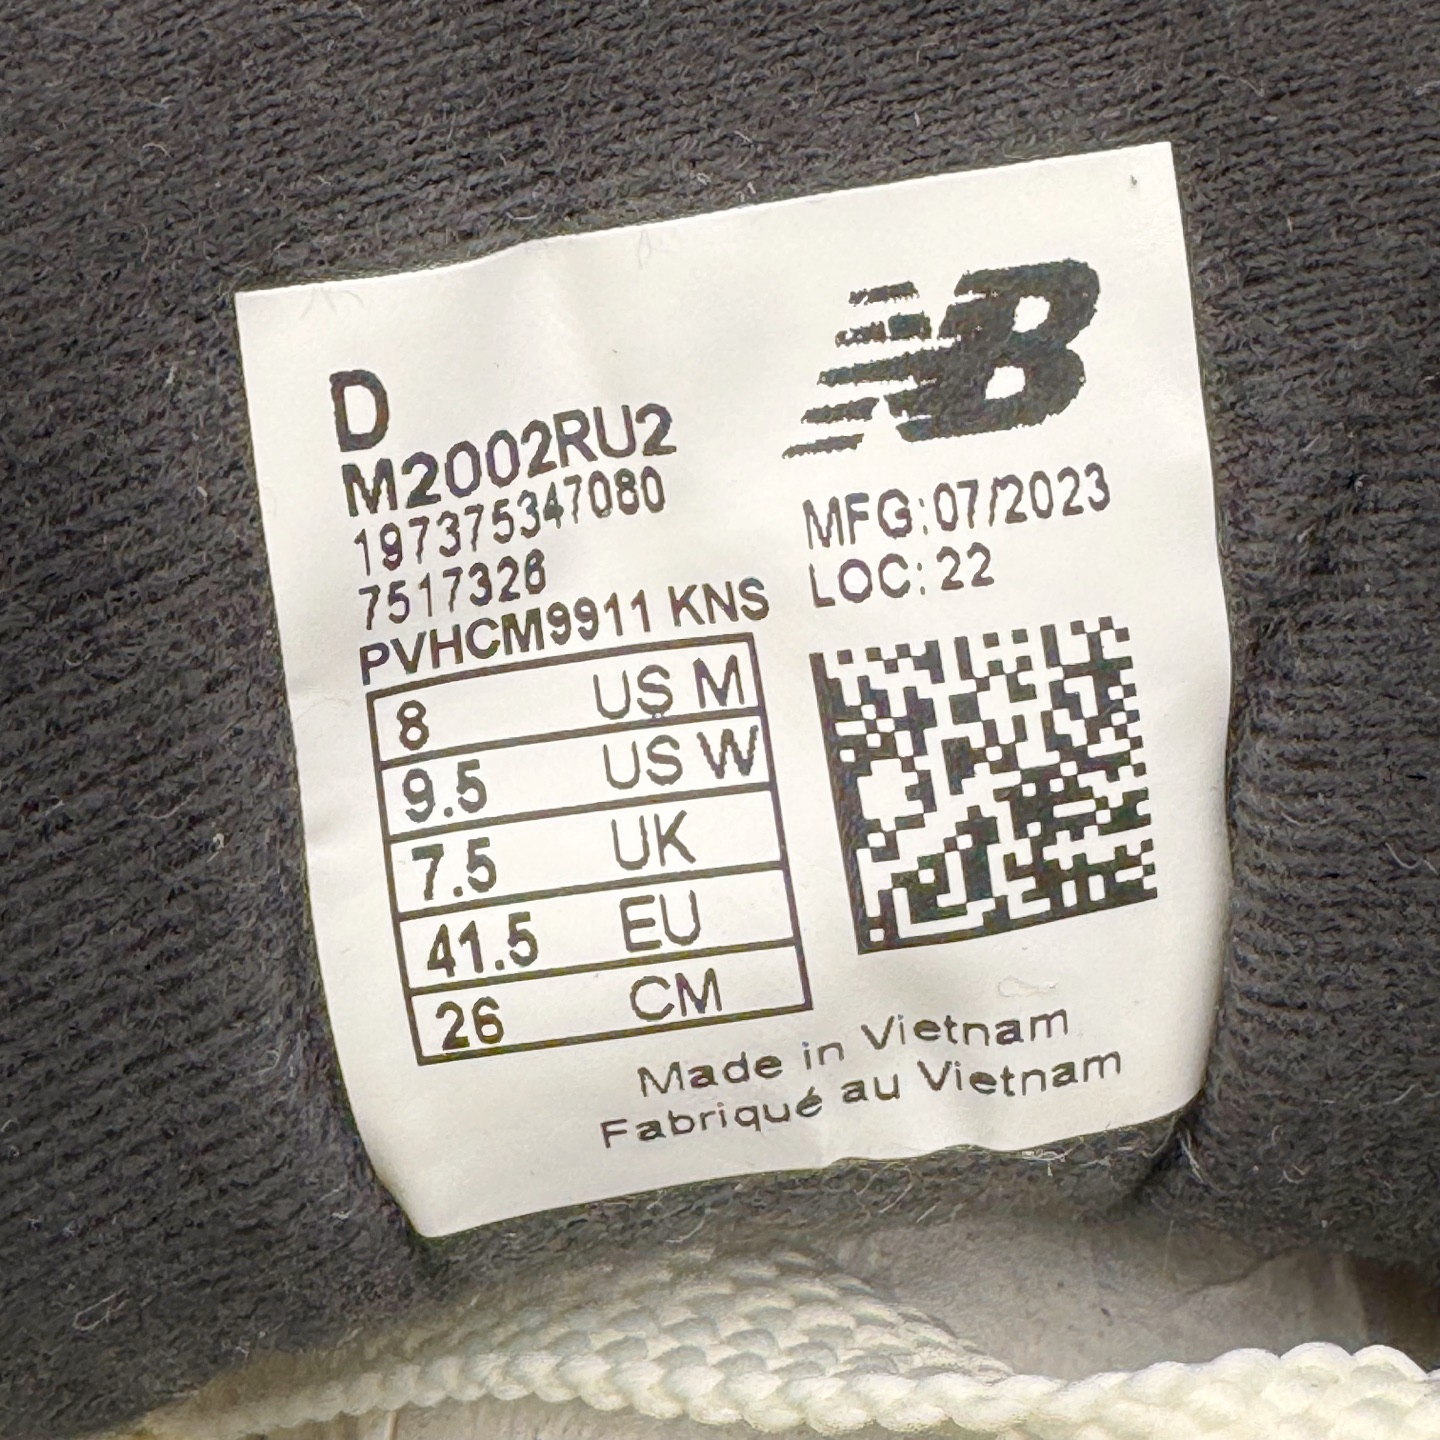 D
M2002RU2
197375347080
7517326
PVHCM9911 KNS
8 US M
9.5 US W
7.5 UK
41.5 EU
26 CM
NB
MFG:07/2023
LOC:22
Made in Vietnam
Fabriqué au Vietnam